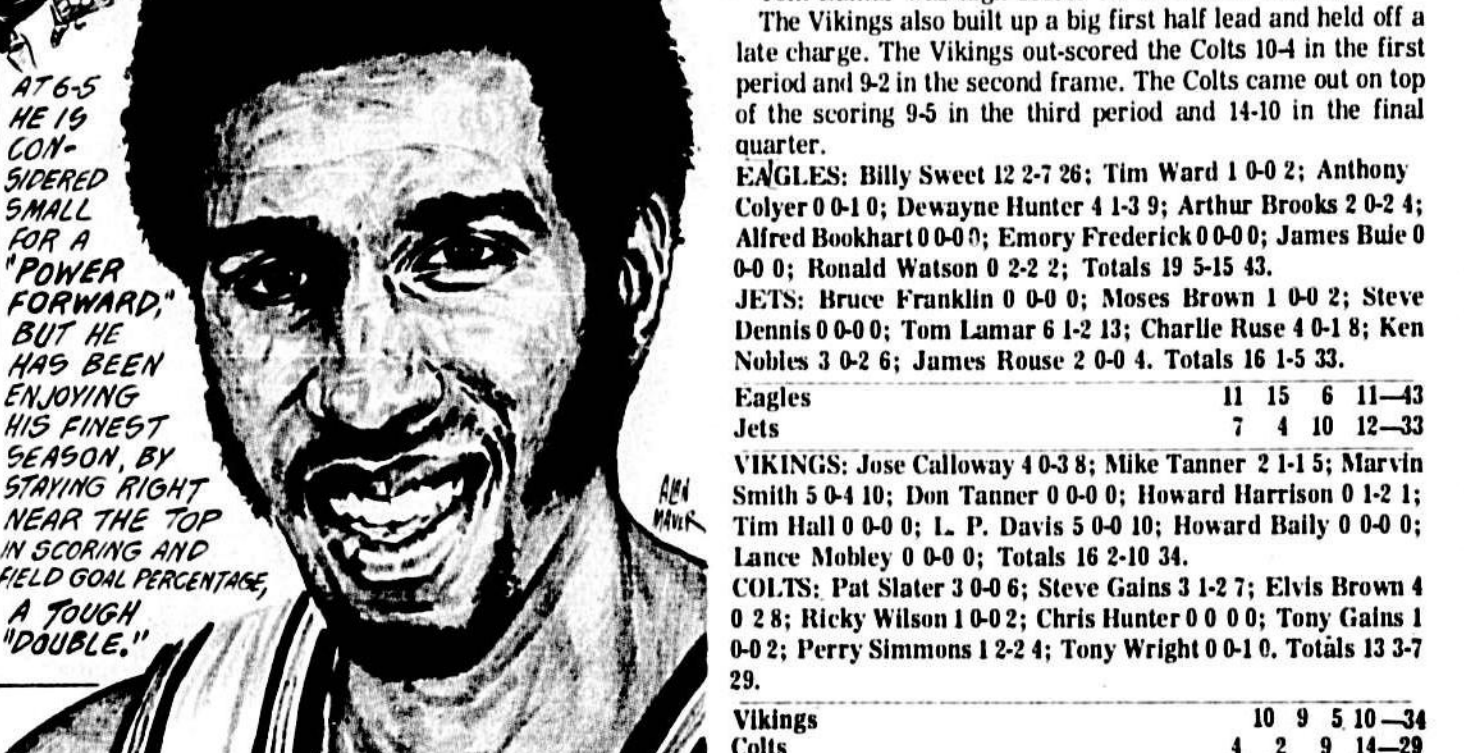 AT 6-5
HE IS
CON-
SIDERED
SMALL
FOR A
"POWER
FORWARD,"
BUT HE
HAS BEEN
ENJOYING
HIS FINEST
SEASON, BY
STAYING RIGHT
NEAR THE TOP
IN SCORING AND
FIELD GOAL PERCENTAGE,
A TOUGH
"DOUBLE."
ALAN
MAVER
The Vikings also built up a big first half lead and held off a
late charge. The Vikings out-scored the Colts 10-4 in the first
period and 9-2 in the second frame. The Colts came out on top
of the scoring 9-5 in the third period and 14-10 in the final
quarter.
EAGLES: Billy Sweet 12 2-7 26; Tim Ward 1 0-0 2; Anthony
Colyer 0 0-1 0; Dewayne Hunter 4 1-3 9; Arthur Brooks 2 0-2 4;
Alfred Bookhart 0 0-0 0; Emory Frederick 0 0-0 0; James Buie 0
0-0 0; Ronald Watson 0 2-2 2; Totals 19 5-15 43.
JETS: Bruce Franklin 0 0-0 0; Moses Brown 1 0-0 2; Steve
Dennis 0 0-0 0; Tom Lamar 6 1-2 13; Charlie Ruse 4 0-1 8; Ken
Nobles 3 0-2 6; James Rouse 2 0-0 4. Totals 16 1-5 33.
Eagles 11 15 6 11—43
Jets 7 4 10 12—33
VIKINGS: Jose Calloway 4 0-3 8; Mike Tanner 2 1-1 5; Marvin
Smith 5 0-4 10; Don Tanner 0 0-0 0; Howard Harrison 0 1-2 1;
Tim Hall 0 0-0 0; L. P. Davis 5 0-0 10; Howard Baily 0 0-0 0;
Lance Mobley 0 0-0 0; Totals 16 2-10 34.
COLTS: Pat Slater 3 0-0 6; Steve Gains 3 1-2 7; Elvis Brown 4
0 2 8; Ricky Wilson 1 0-0 2; Chris Hunter 0 0 0 0; Tony Gains 1
0-0 2; Perry Simmons 1 2-2 4; Tony Wright 0 0-1 0. Totals 13 3-7
29.
Vikings 10 9 5 10—34
Colts 4 2 9 14—29